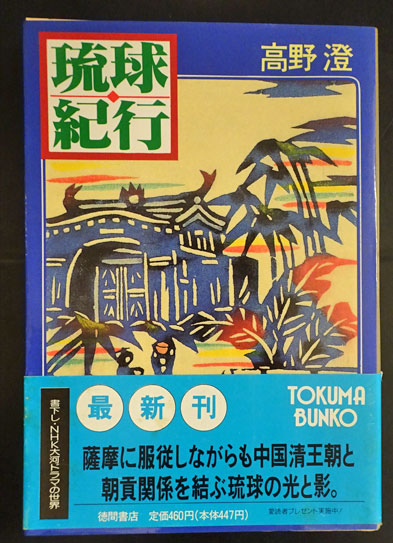 琉球
紀行
高野 澄
最新刊
TOKUMA
BUNKO
書下し・NHK大河ドラマの世界
薩摩に服従しながらも中国清王朝と
朝貢関係を結ぶ琉球の光と影。
徳間書店 定価460円(本体447円)
愛読者プレゼント実施中!